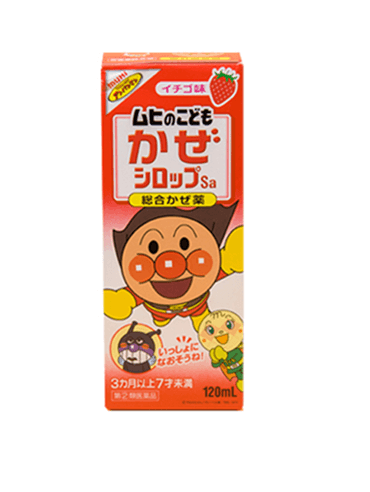 muhi
アンパンマン
イチゴ味
ムヒのこども
かぜ
シロップSa
総合かぜ薬
いっしょに
なおそうね!
3カ月以上7才未満
120mL
第②類医薬品